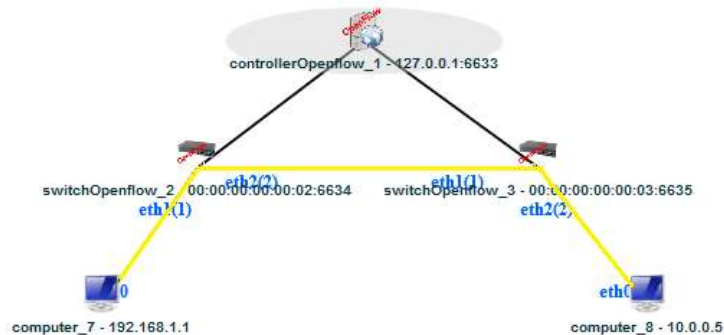 Openflow
controllerOpenflow_1 - 127.0.0.1:6633
switchOpenflow_2 - 00:00:00:00:00:02:6634
eth2(2)
eth1(1)
switchOpenflow_3 - 00:00:00:00:00:03:6635
eth1(1)
eth2(2)
0
eth0
computer_7 - 192.168.1.1
computer_8 - 10.0.0.5